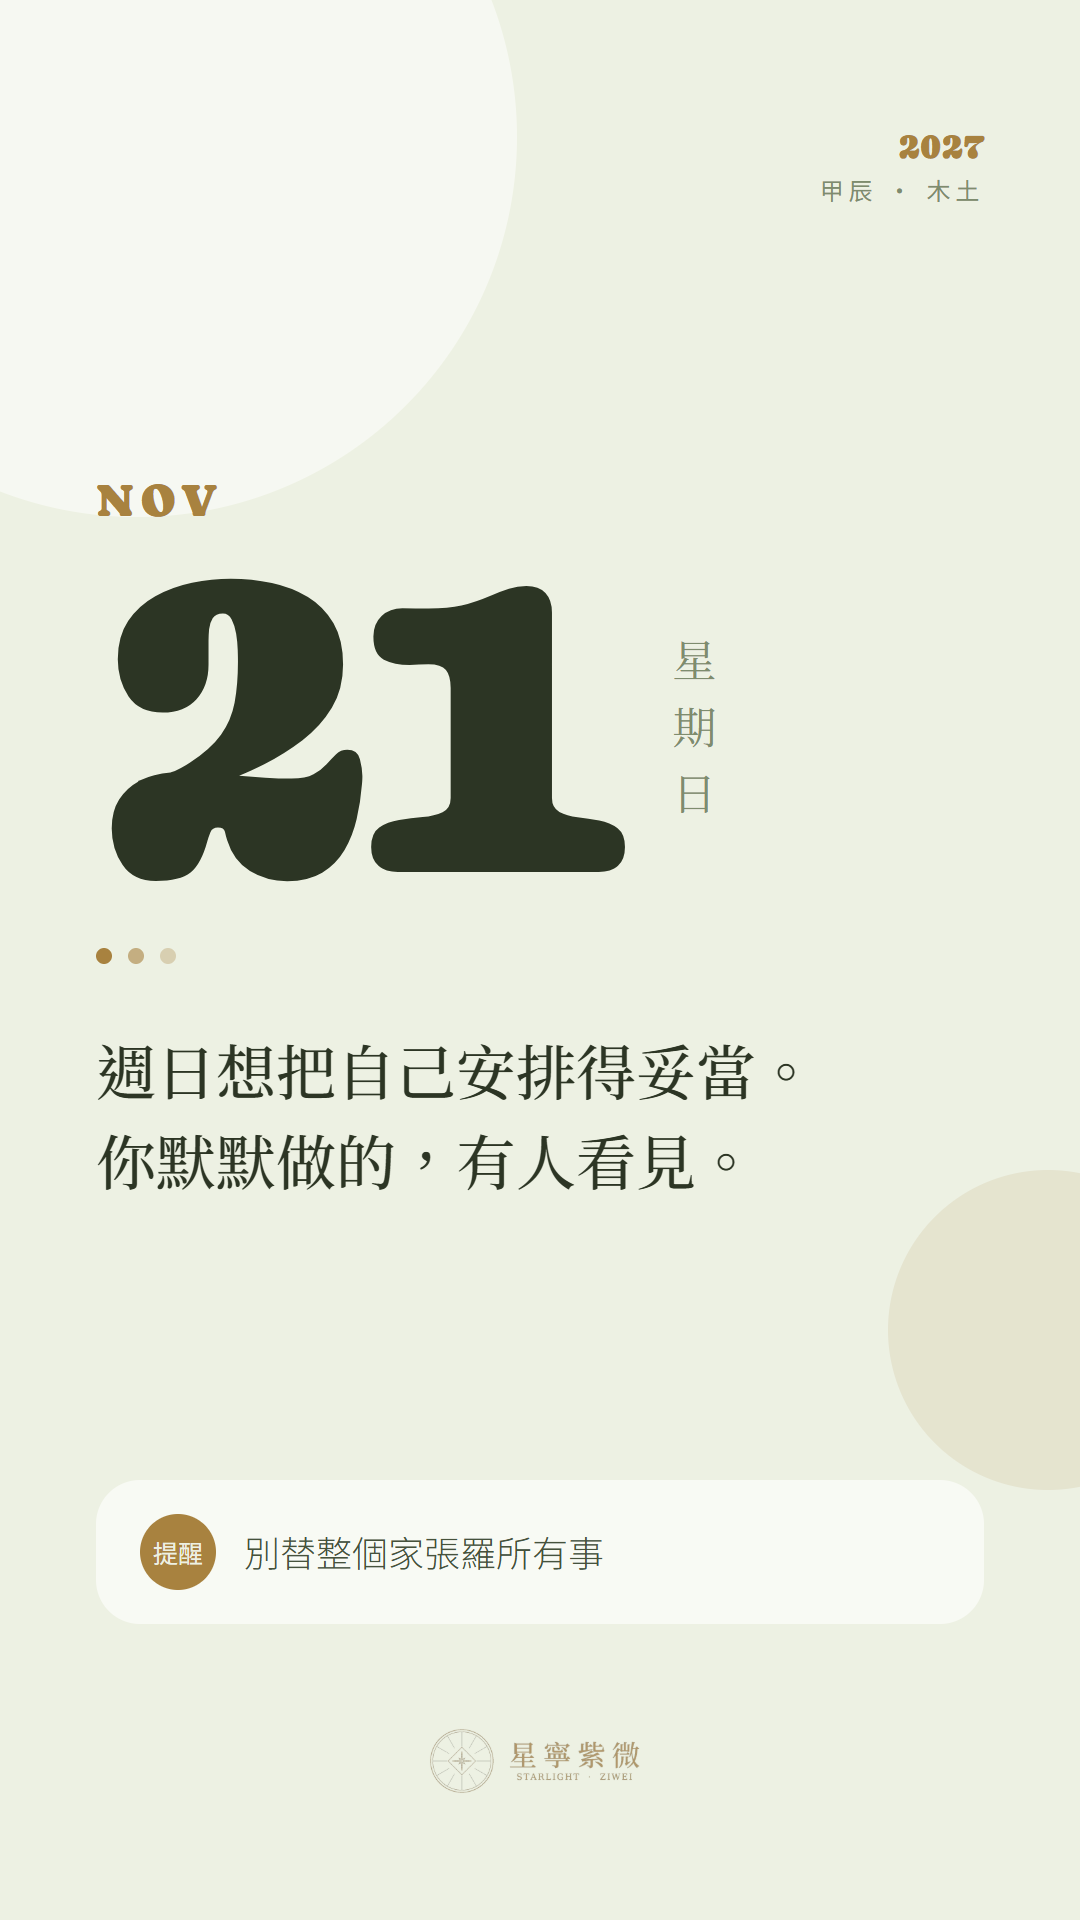 2027
甲辰 · 木土
NOV
21
星期日
週日想把自己安排得妥當。
你默默做的，有人看見。
提醒
別替整個家張羅所有事
星寧紫微
STARLIGHT · ZIWEI